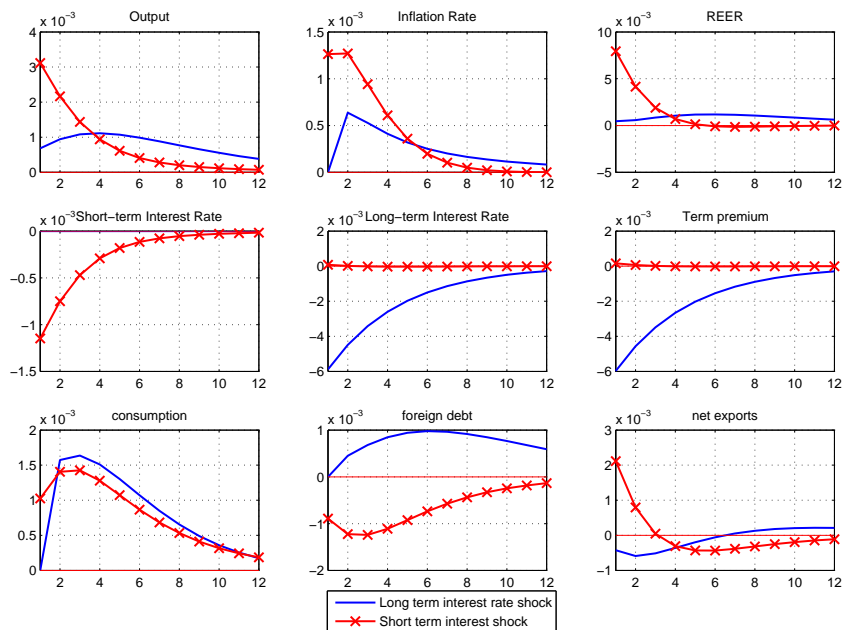 Output
Inflation Rate
REER
x 10⁻³
x 10⁻³
x 10⁻³
4
3
2
1
0
1.5
1
0.5
0
10
5
0
−5
2 4 6 8 10 12
2 4 6 8 10 12
2 4 6 8 10 12
x 10⁻³
Short−term Interest Rate
x 10⁻³
Long−term Interest Rate
x 10⁻³
Term premium
0
−0.5
−1
−1.5
2
0
−2
−4
−6
2
0
−2
−4
−6
2 4 6 8 10 12
2 4 6 8 10 12
2 4 6 8 10 12
consumption
foreign debt
net exports
x 10⁻³
x 10⁻³
x 10⁻³
2
1.5
1
0.5
0
1
0
−1
−2
3
2
1
0
−1
2 4 6 8 10 12
2 4 6 8 10 12
2 4 6 8 10 12
Long term interest rate shock
Short term interest shock